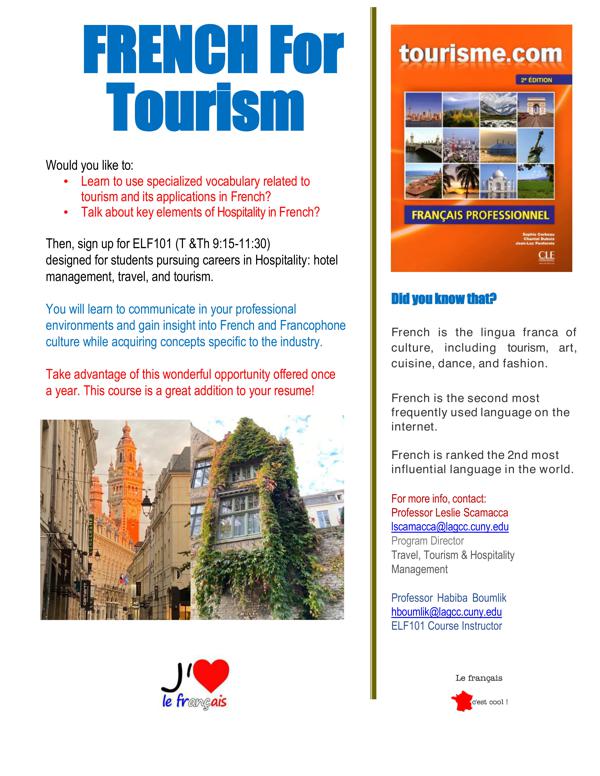 FRENCH For
Tourism
Would you like to:
• Learn to use specialized vocabulary related to
tourism and its applications in French?
• Talk about key elements of Hospitality in French?
Then, sign up for ELF101 (T &Th 9:15-11:30)
designed for students pursuing careers in Hospitality: hotel
management, travel, and tourism.
You will learn to communicate in your professional
environments and gain insight into French and Francophone
culture while acquiring concepts specific to the industry.
Take advantage of this wonderful opportunity offered once
a year. This course is a great addition to your resume!
J'
le français
tourisme.com
2e ÉDITION
FRANÇAIS PROFESSIONNEL
Sophie Corbeau
Chantal Dubois
Jean-Luc Penfornis
CLE
Did you know that?
French is the lingua franca of
culture, including tourism, art,
cuisine, dance, and fashion.
French is the second most
frequently used language on the
internet.
French is ranked the 2nd most
influential language in the world.
For more info, contact:
Professor Leslie Scamacca
lscamacca@lagcc.cuny.edu
Program Director
Travel, Tourism & Hospitality
Management
Professor Habiba Boumlik
hboumlik@lagcc.cuny.edu
ELF101 Course Instructor
Le français
c'est cool !